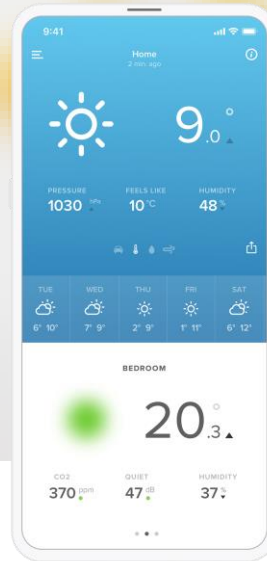 9:41
Home
2 min. ago
9.0°
PRESSURE FEELS LIKE HUMIDITY
1030 hPa 10 °C 48 %
TUE WED THU FRI SAT
6° 10° 7° 9° 2° 9° 1° 11° 6° 12°
BEDROOM
20.3°
CO2 QUIET HUMIDITY
370 ppm 47 dB 37 %